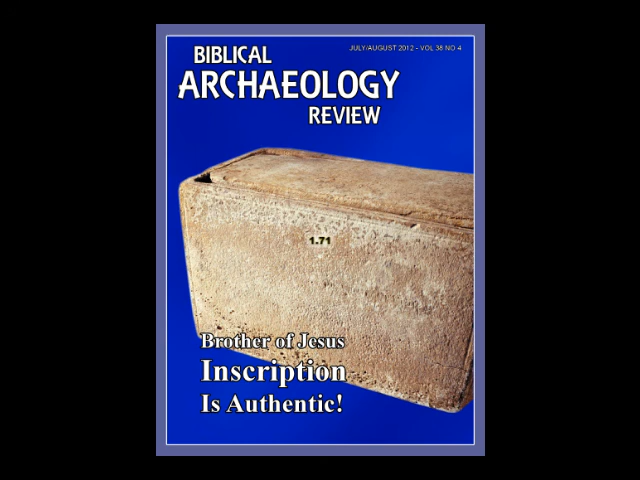 JULY/AUGUST 2012 - VOL 38 NO 4
BIBLICAL
ARCHAEOLOGY
REVIEW
1.71
Brother of Jesus
Inscription
Is Authentic!